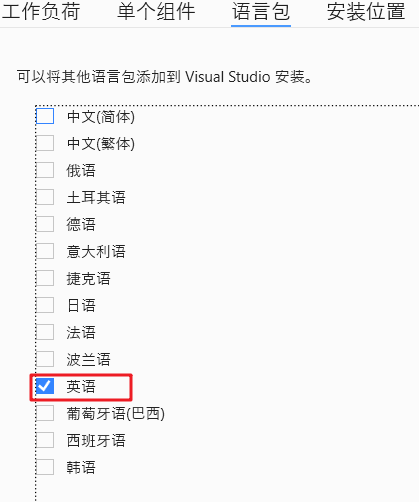 工作负荷 单个组件 语言包 安装位置
可以将其他语言包添加到 Visual Studio 安装。
中文(简体)
中文(繁体)
俄语
土耳其语
德语
意大利语
捷克语
日语
法语
波兰语
英语
葡萄牙语(巴西)
西班牙语
韩语